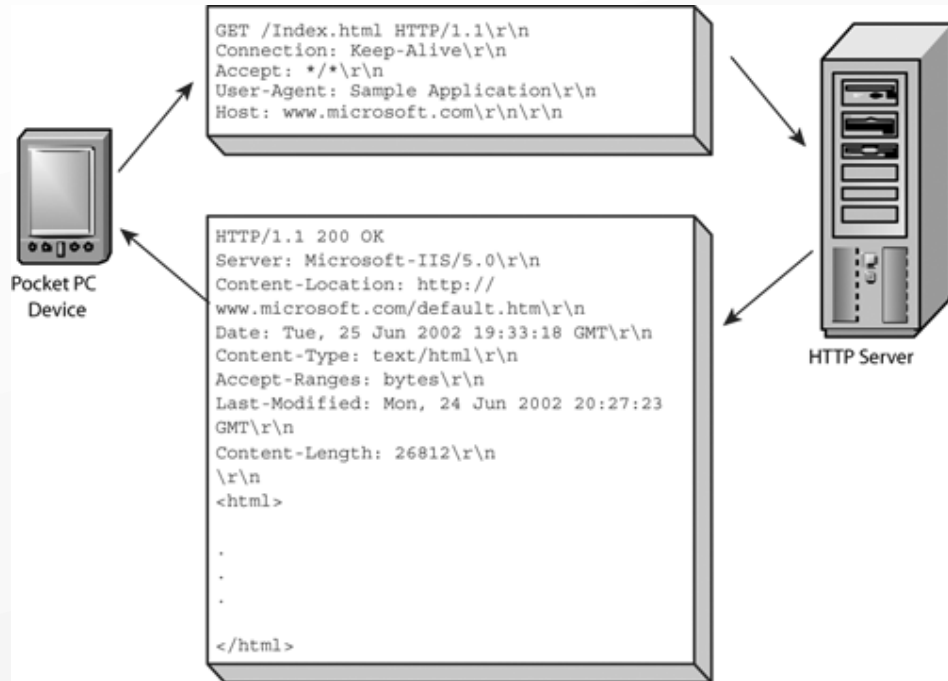 GET /Index.html HTTP/1.1\r\n
Connection: Keep-Alive\r\n
Accept: */*\r\n
User-Agent: Sample Application\r\n
Host: www.microsoft.com\r\n\r\n
Pocket PC
Device
HTTP/1.1 200 OK
Server: Microsoft-IIS/5.0\r\n
Content-Location: http://
www.microsoft.com/default.htm\r\n
Date: Tue, 25 Jun 2002 19:33:18 GMT\r\n
Content-Type: text/html\r\n
Accept-Ranges: bytes\r\n
Last-Modified: Mon, 24 Jun 2002 20:27:23
GMT\r\n
Content-Length: 26812\r\n
\r\n
<html>
.
.
.
</html>
HTTP Server